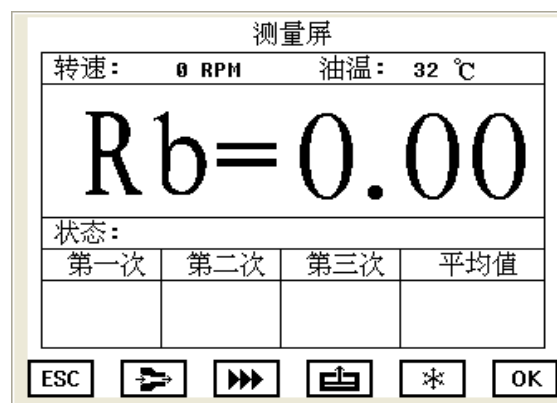 测量屏
转速： 0 RPM 油温： 32 ℃
Rb=0.00
状态：
第一次 第二次 第三次 平均值
ESC OK